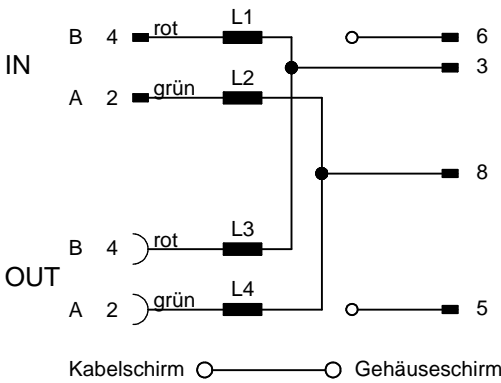 B 4 rot L1 6
IN 3
A 2 grün L2
8
B 4 rot L3
OUT
A 2 grün L4 5
Kabelschirm Gehäuseschirm